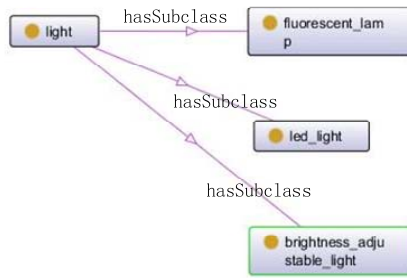 hasSubclass
light
fluorescent_lam
p
hasSubclass
led_light
hasSubclass
brightness_adju
stable_light